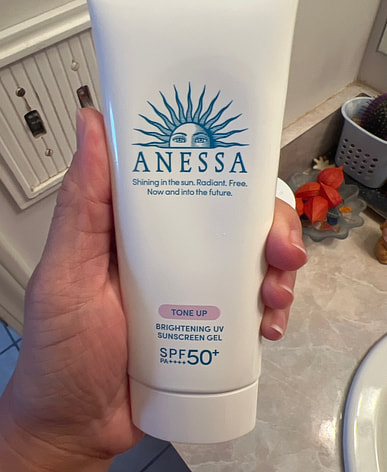 ANESSA
Shining in the sun. Radiant, Free.
Now and into the future.
TONE UP
BRIGHTENING UV
SUNSCREEN GEL
SPF50+
PA++++